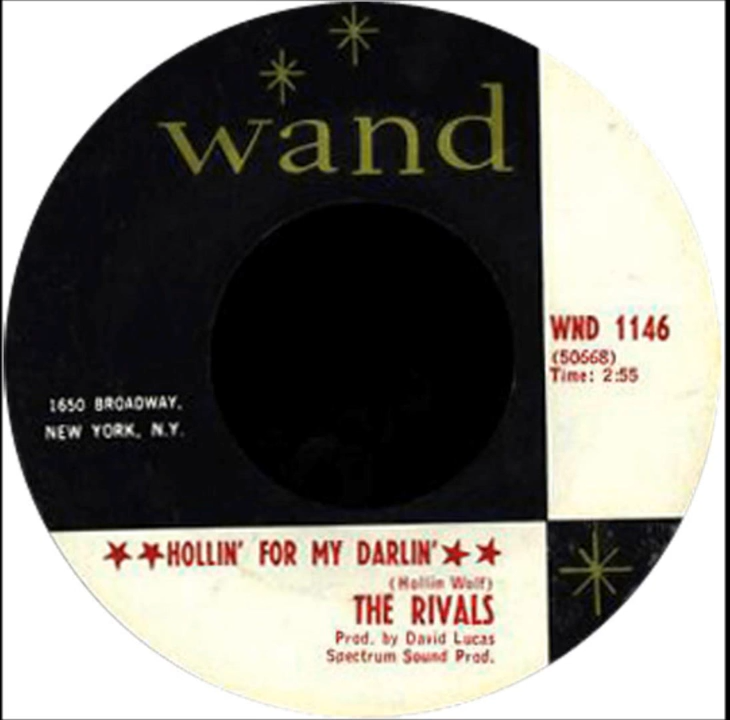 wand
WND 1146
(50668)
Time: 2:55
1650 BROADWAY,
NEW YORK, N.Y.
HOLLIN' FOR MY DARLIN'
(Hollin Wolf)
THE RIVALS
Prod. by David Lucas
Spectrum Sound Prod.